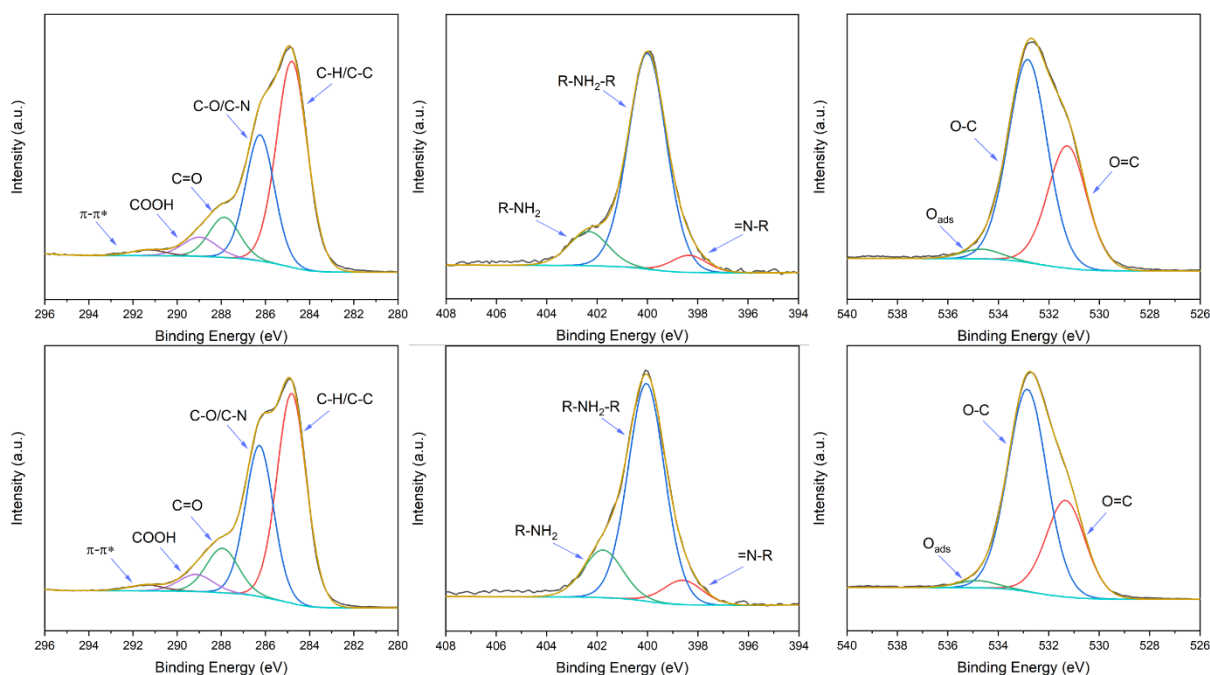 Intensity (a.u.)
C-H/C-C
C-O/C-N
C=O
COOH
π-π*
296 294 292 290 288 286 284 282 280
Binding Energy (eV)
Intensity (a.u.)
R-NH₂-R
R-NH₂
=N-R
408 406 404 402 400 398 396 394
Binding Energy (eV)
Intensity (a.u.)
O-C
O=C
Oads
540 538 536 534 532 530 528 526
Binding Energy (eV)
Intensity (a.u.)
C-H/C-C
C-O/C-N
C=O
COOH
π-π*
296 294 292 290 288 286 284 282 280
Binding Energy (eV)
Intensity (a.u.)
R-NH₂-R
R-NH₂
=N-R
408 406 404 402 400 398 396 394
Binding Energy (eV)
Intensity (a.u.)
O-C
O=C
Oads
540 538 536 534 532 530 528 526
Binding Energy (eV)